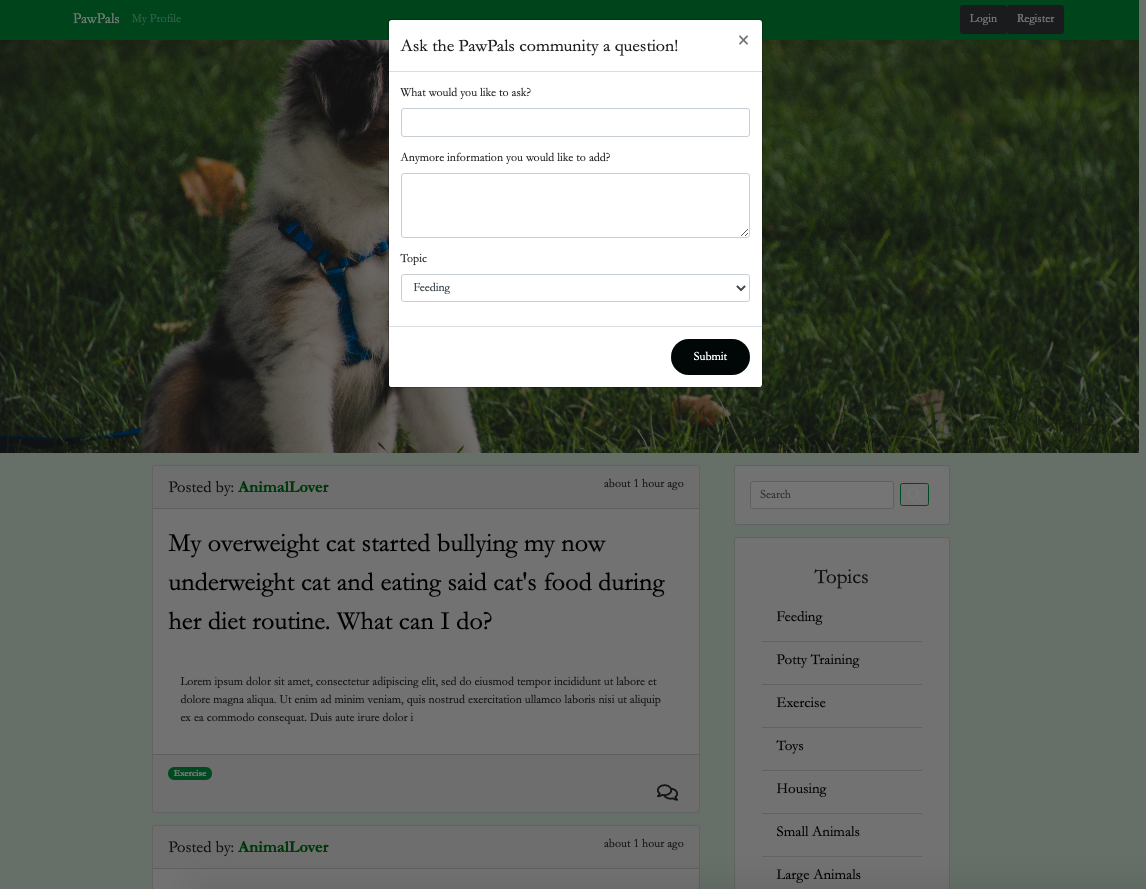 PawPals My Profile Login Register
Ask the PawPals community a question! ×
What would you like to ask?
Anymore information you would like to add?
Topic
Feeding
Submit
Posted by: AnimalLover about 1 hour ago
My overweight cat started bullying my now
underweight cat and eating said cat's food during
her diet routine. What can I do?
Lorem ipsum dolor sit amet, consectetur adipiscing elit, sed do eiusmod tempor incididunt ut labore et
dolore magna aliqua. Ut enim ad minim veniam, quis nostrud exercitation ullamco laboris nisi ut aliquip
ex ea commodo consequat. Duis aute irure dolor i
Exercise
Posted by: AnimalLover about 1 hour ago
Search
Topics
Feeding
Potty Training
Exercise
Toys
Housing
Small Animals
Large Animals